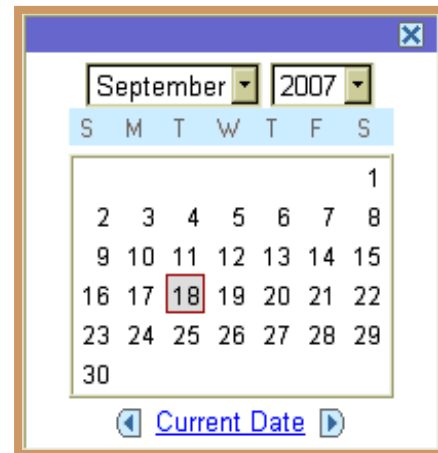 September 2007
S M T W T F S
1
2 3 4 5 6 7 8
9 10 11 12 13 14 15
16 17 18 19 20 21 22
23 24 25 26 27 28 29
30
Current Date